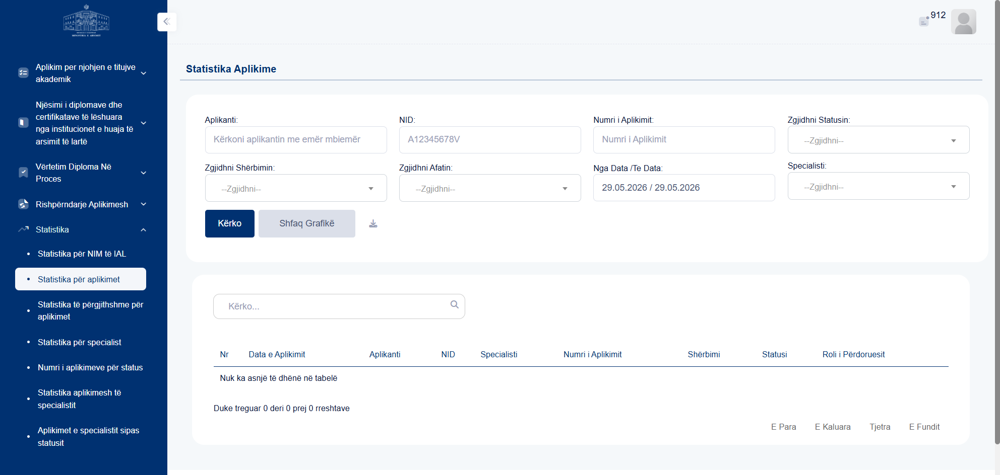 MINISTRIA E ARSIMIT
Aplikim per njohjen e titujve
akademik
Njësimi i diplomave dhe
certifikatave të lëshuara
nga institucionet e huaja të
arsimit të lartë
Vërtetim Diploma Në
Proces
Rishpërndarje Aplikimesh
Statistika
Statistika për NIM të IAL
Statistika për aplikimet
Statistika të përgjithshme për
aplikimet
Statistika për specialist
Numri i aplikimeve për status
Statistika aplikimesh të
specialistit
Aplikimet e specialistit sipas
statusit
912
Statistika Aplikime
Aplikanti: NID: Numri i Aplikimit: Zgjidhni Statusin:
Kërkoni aplikantin me emër mbiemër A12345678V Numri i Aplikimit --Zgjidhni--
Zgjidhni Shërbimin: Zgjidhni Afatin: Nga Data /Te Data: Specialisti:
--Zgjidhni-- --Zgjidhni-- 29.05.2026 / 29.05.2026 --Zgjidhni--
Kërko Shfaq Grafikë
Kërko...
Nr Data e Aplikimit Aplikanti NID Specialisti Numri i Aplikimit Shërbimi Statusi Roli i Përdoruesit
Nuk ka asnjë të dhënë në tabelë
Duke treguar 0 deri 0 prej 0 rreshtave
E Para E Kaluara Tjetra E Fundit